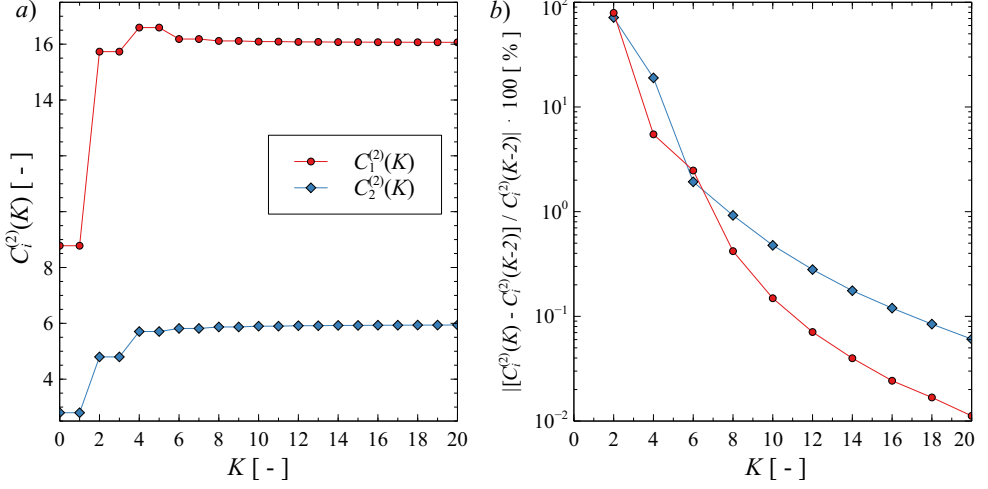 a)
16
14
8
6
4
C_i^{(2)}(K) [ - ]
C_1^{(2)}(K)
C_2^{(2)}(K)
0 2 4 6 8 10 12 14 16 18 20
K [ - ]
b)
10^2
10^1
10^0
10^{-1}
10^{-2}
|[C_i^{(2)}(K) - C_i^{(2)}(K-2)] / C_i^{(2)}(K-2)| · 100 [ % ]
0 2 4 6 8 10 12 14 16 18 20
K [ - ]